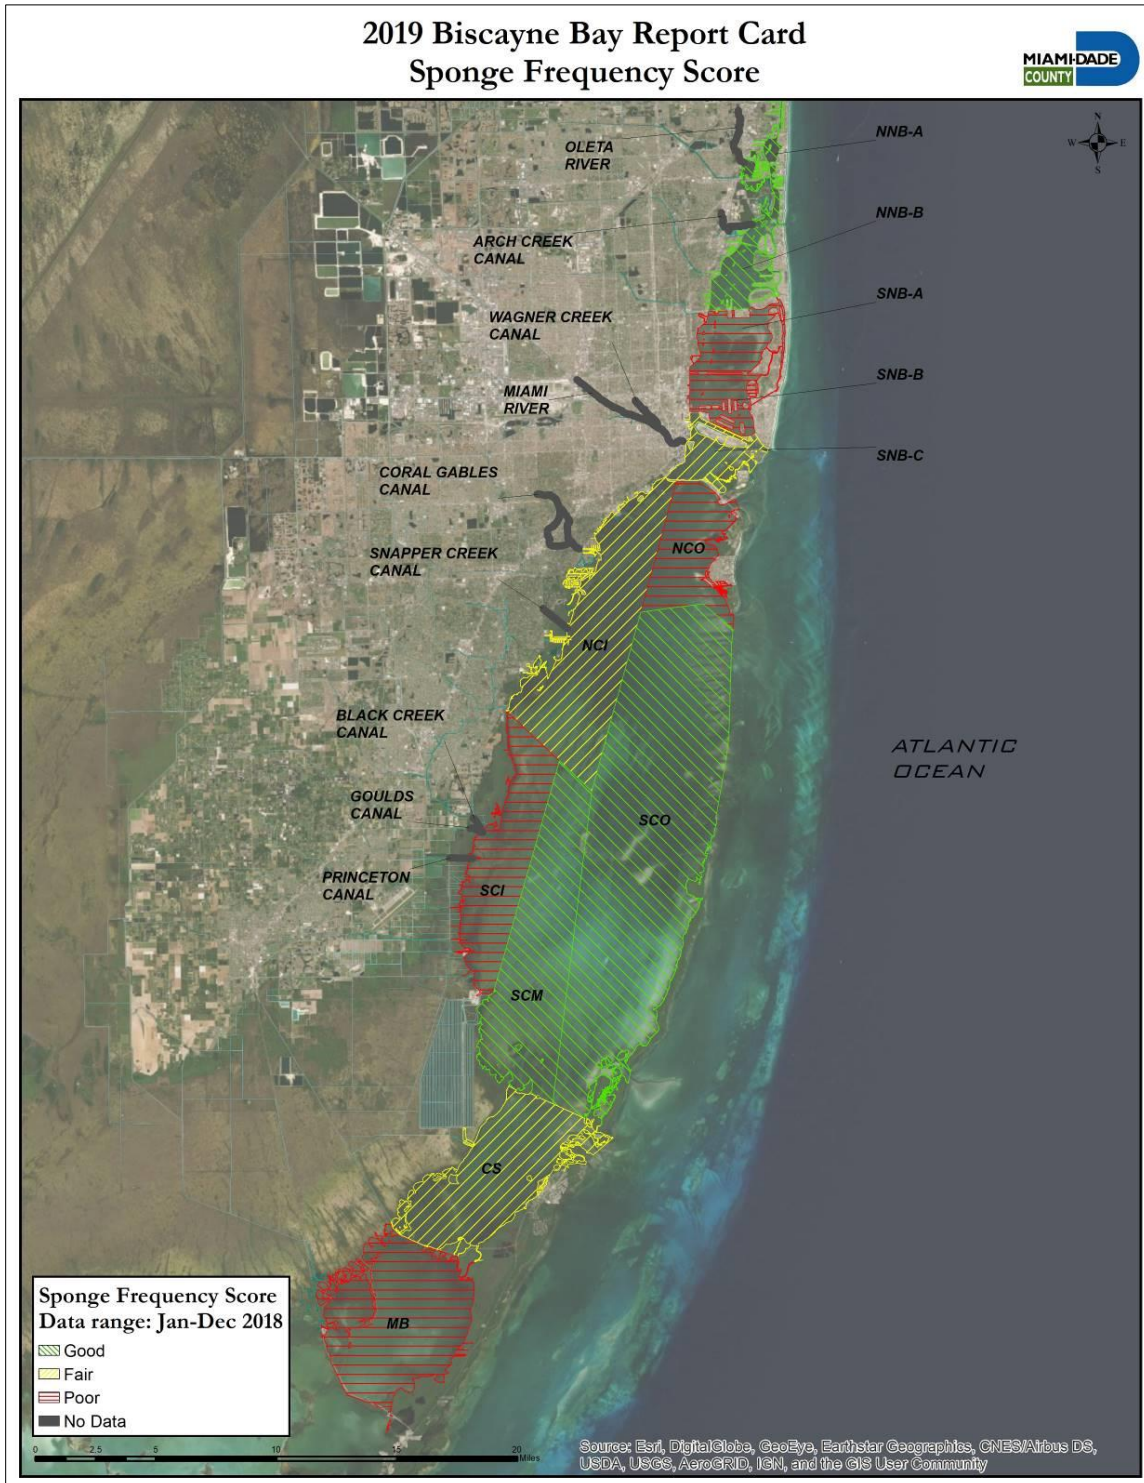 2019 Biscayne Bay Report Card
Sponge Frequency Score
MIAMI-DADE
COUNTY
N
W E
S
OLETA
RIVER
NNB-A
ARCH CREEK
CANAL
NNB-B
WAGNER CREEK
CANAL
SNB-A
MIAMI
RIVER
SNB-B
SNB-C
CORAL GABLES
CANAL
SNAPPER CREEK
CANAL
NCO
NCI
BLACK CREEK
CANAL
ATLANTIC
OCEAN
GOULDS
CANAL
SCO
PRINCETON
CANAL
SCI
SCM
CS
MB
Sponge Frequency Score
Data range: Jan-Dec 2018
Good
Fair
Poor
No Data
0 2.5 5 10 15 20
Miles
Source: Esri, DigitalGlobe, GeoEye, Earthstar Geographics, CNES/Airbus DS,
USDA, USGS, AeroGRID, IGN, and the GIS User Community